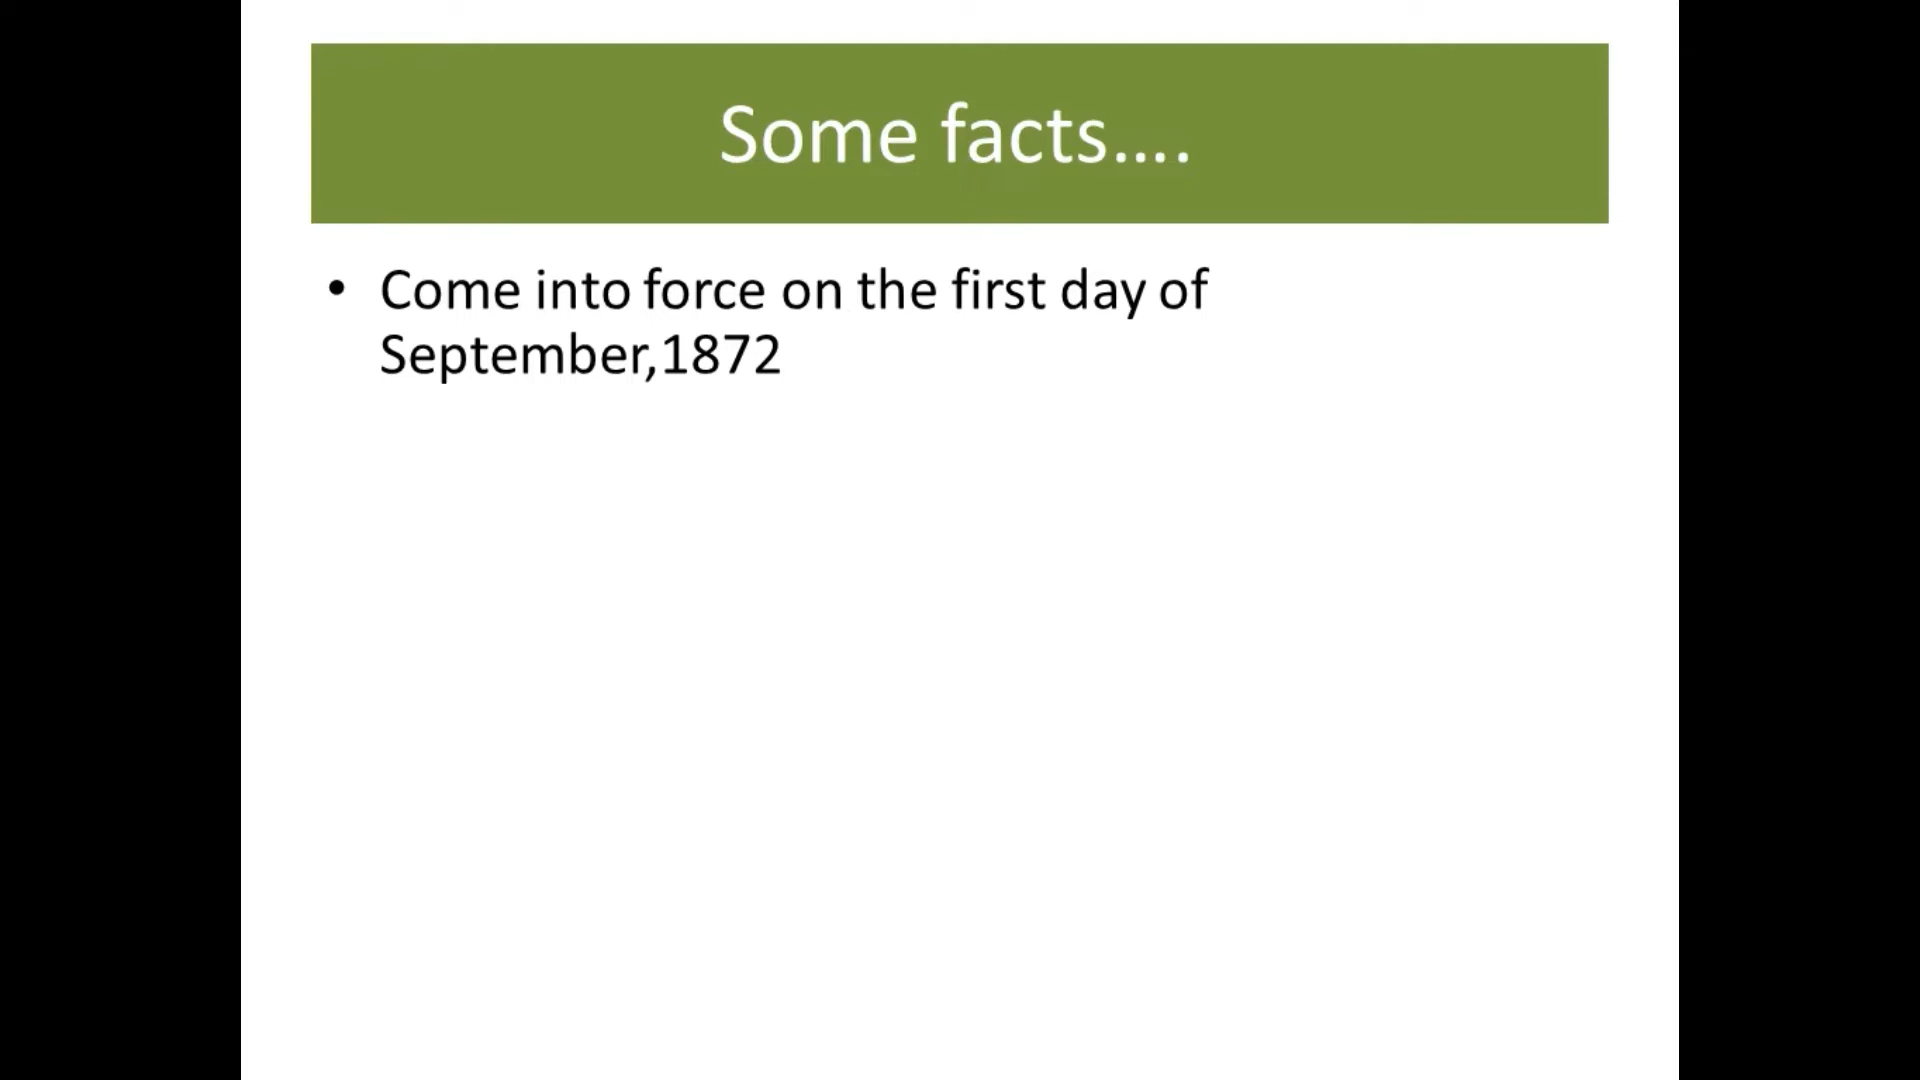 Some facts....
• Come into force on the first day of
September,1872